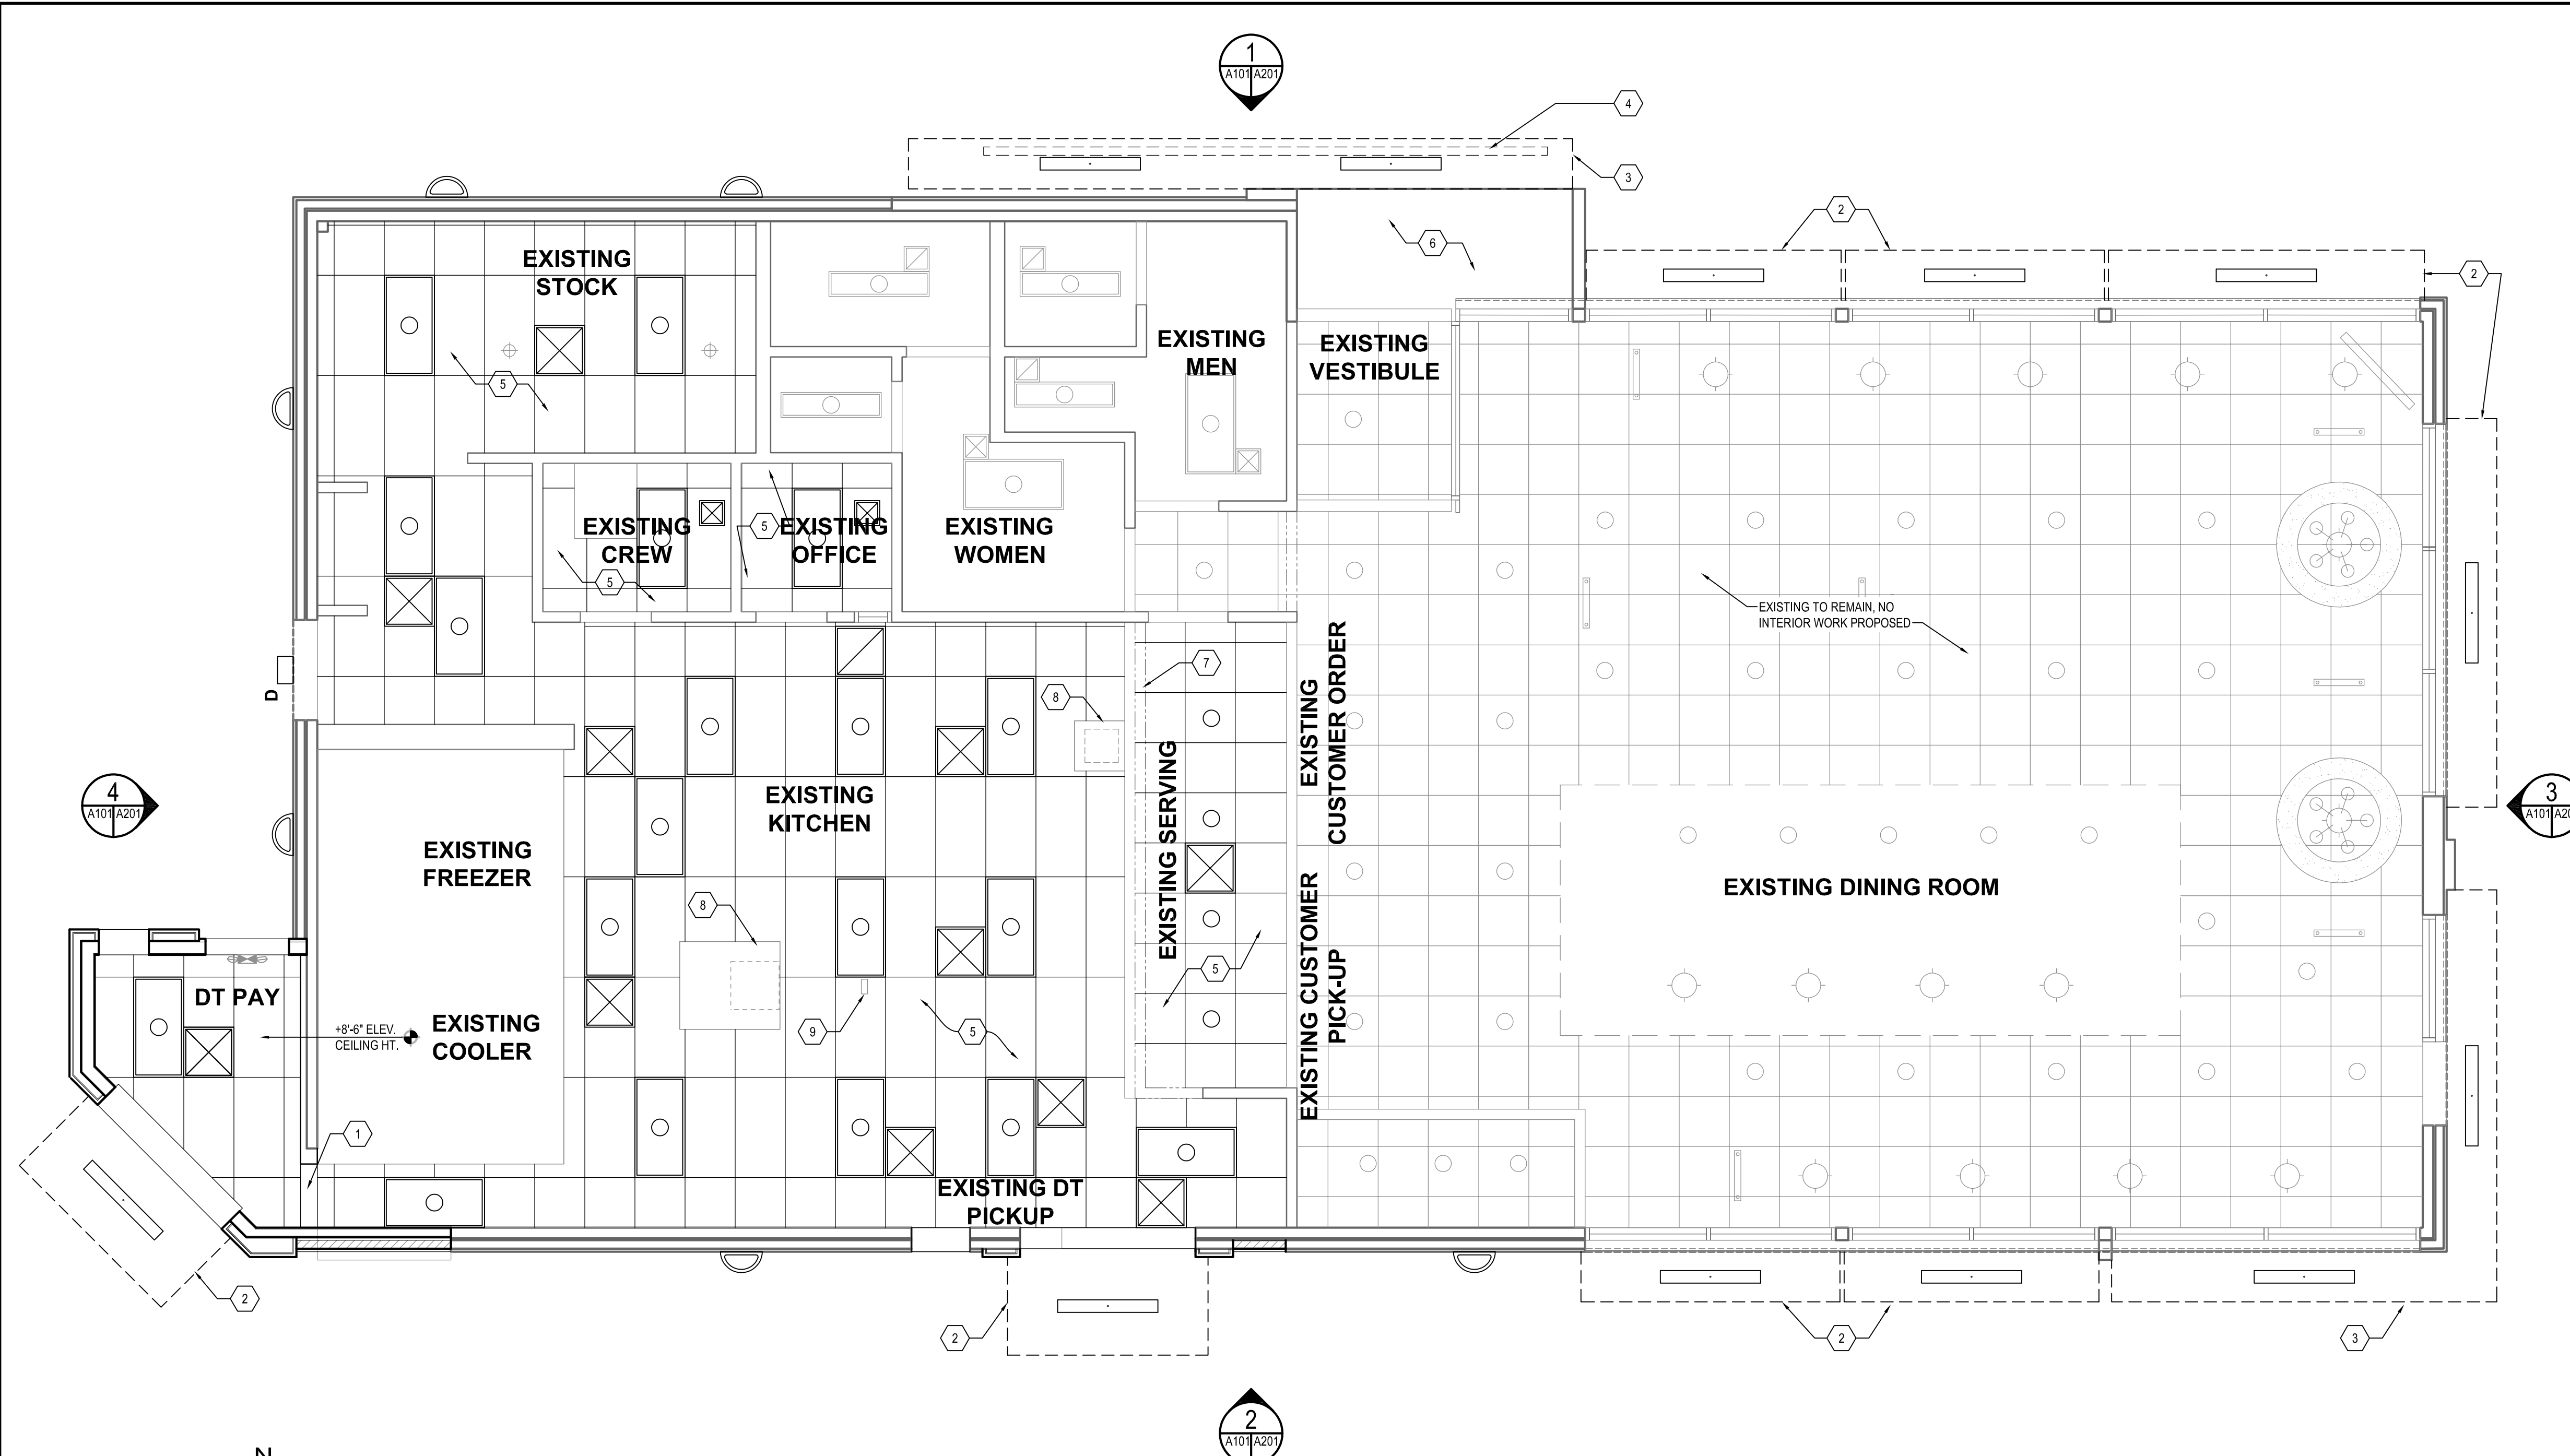 1
A101 A201
4
3
2
6
2
EXISTING
STOCK
EXISTING
MEN
EXISTING
VESTIBULE
5
EXISTING
CREW
5
EXISTING
OFFICE
EXISTING
WOMEN
5
EXISTING TO REMAIN, NO
INTERIOR WORK PROPOSED
D
7
8
EXISTING
CUSTOMER ORDER
EXISTING SERVING
4
A101 A201
EXISTING
KITCHEN
3
EXISTING
FREEZER
EXISTING DINING ROOM
8
EXISTING CUSTOMER
PICK-UP
5
DT PAY
+8'-6" ELEV.
CEILING HT.
EXISTING
COOLER
9
5
1
EXISTING DT
PICKUP
2
2
2
3
2
A101 A201